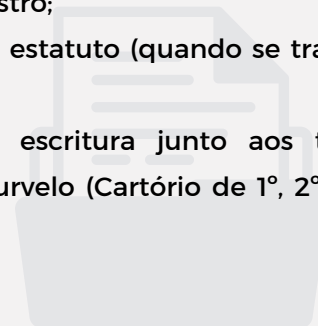 stro;
estatuto (quando se tra
escritura junto aos t
urvelo (Cartório de 1º, 2º